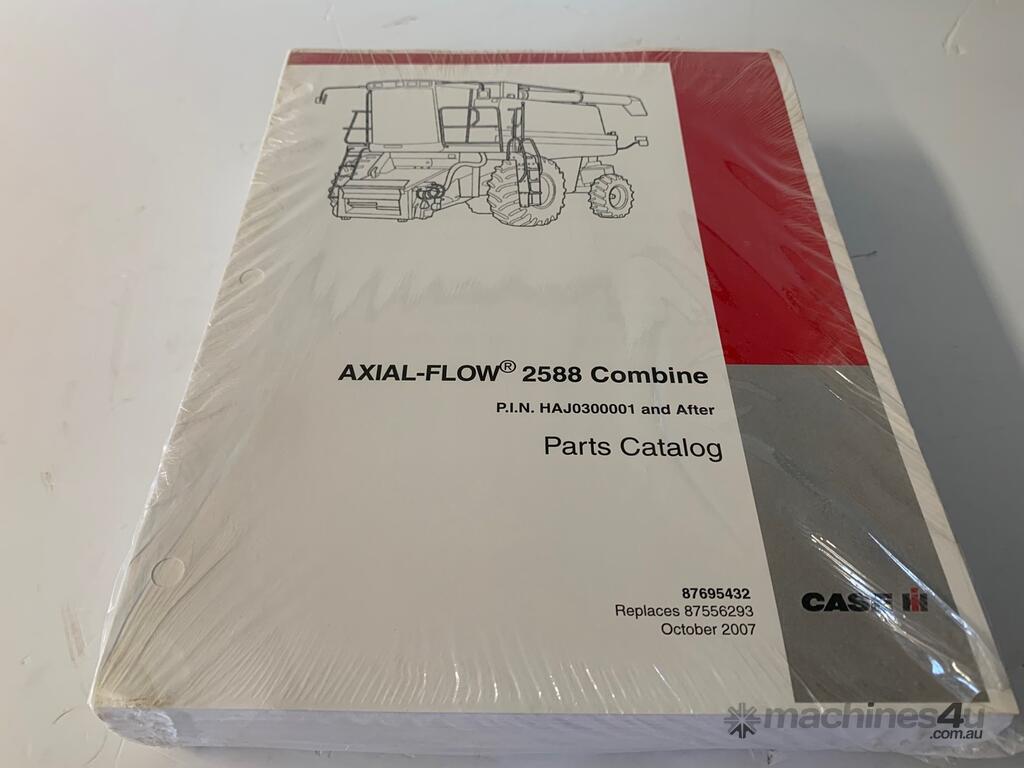 AXIAL-FLOW® 2588 Combine
P.I.N. HAJ0300001 and After
Parts Catalog
87695432
Replaces 87556293
October 2007
CASE IH
machines4u
.com.au